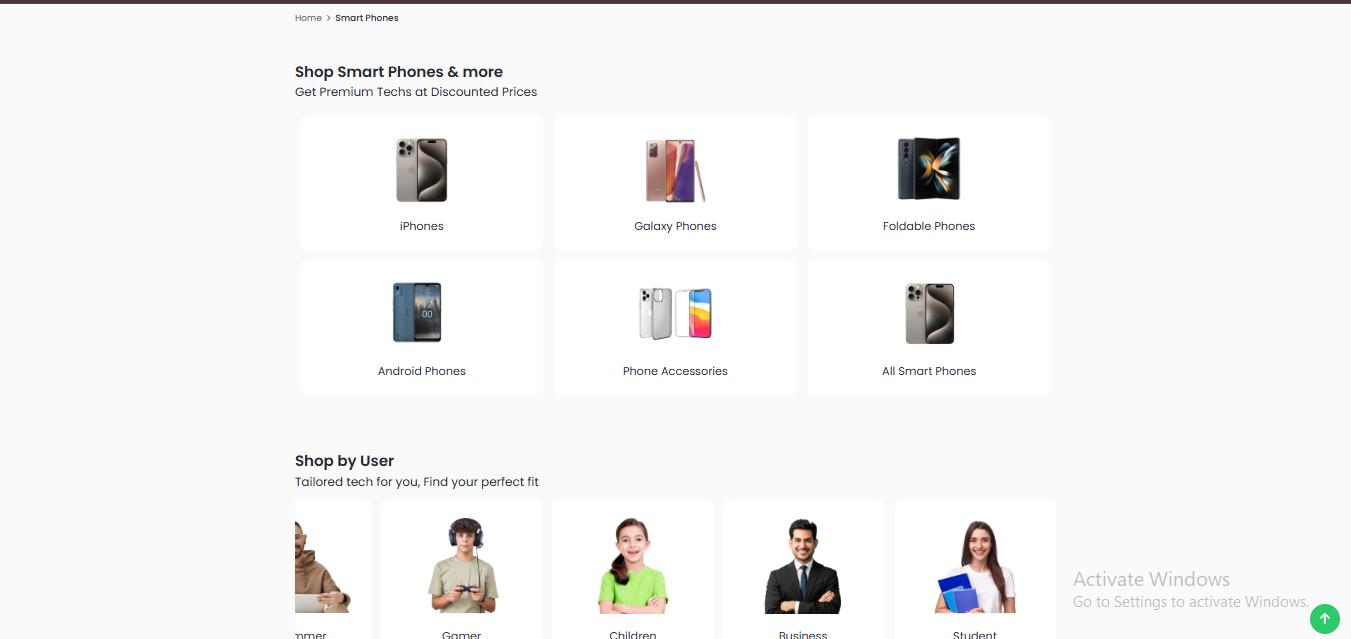 Home > Smart Phones
Shop Smart Phones & more
Get Premium Techs at Discounted Prices
iPhones
Galaxy Phones
Foldable Phones
12
00
Android Phones
Phone Accessories
All Smart Phones
Shop by User
Tailored tech for you, Find your perfect fit
mmer
Gamer
Children
Business
Student
Activate Windows
Go to Settings to activate Windows.